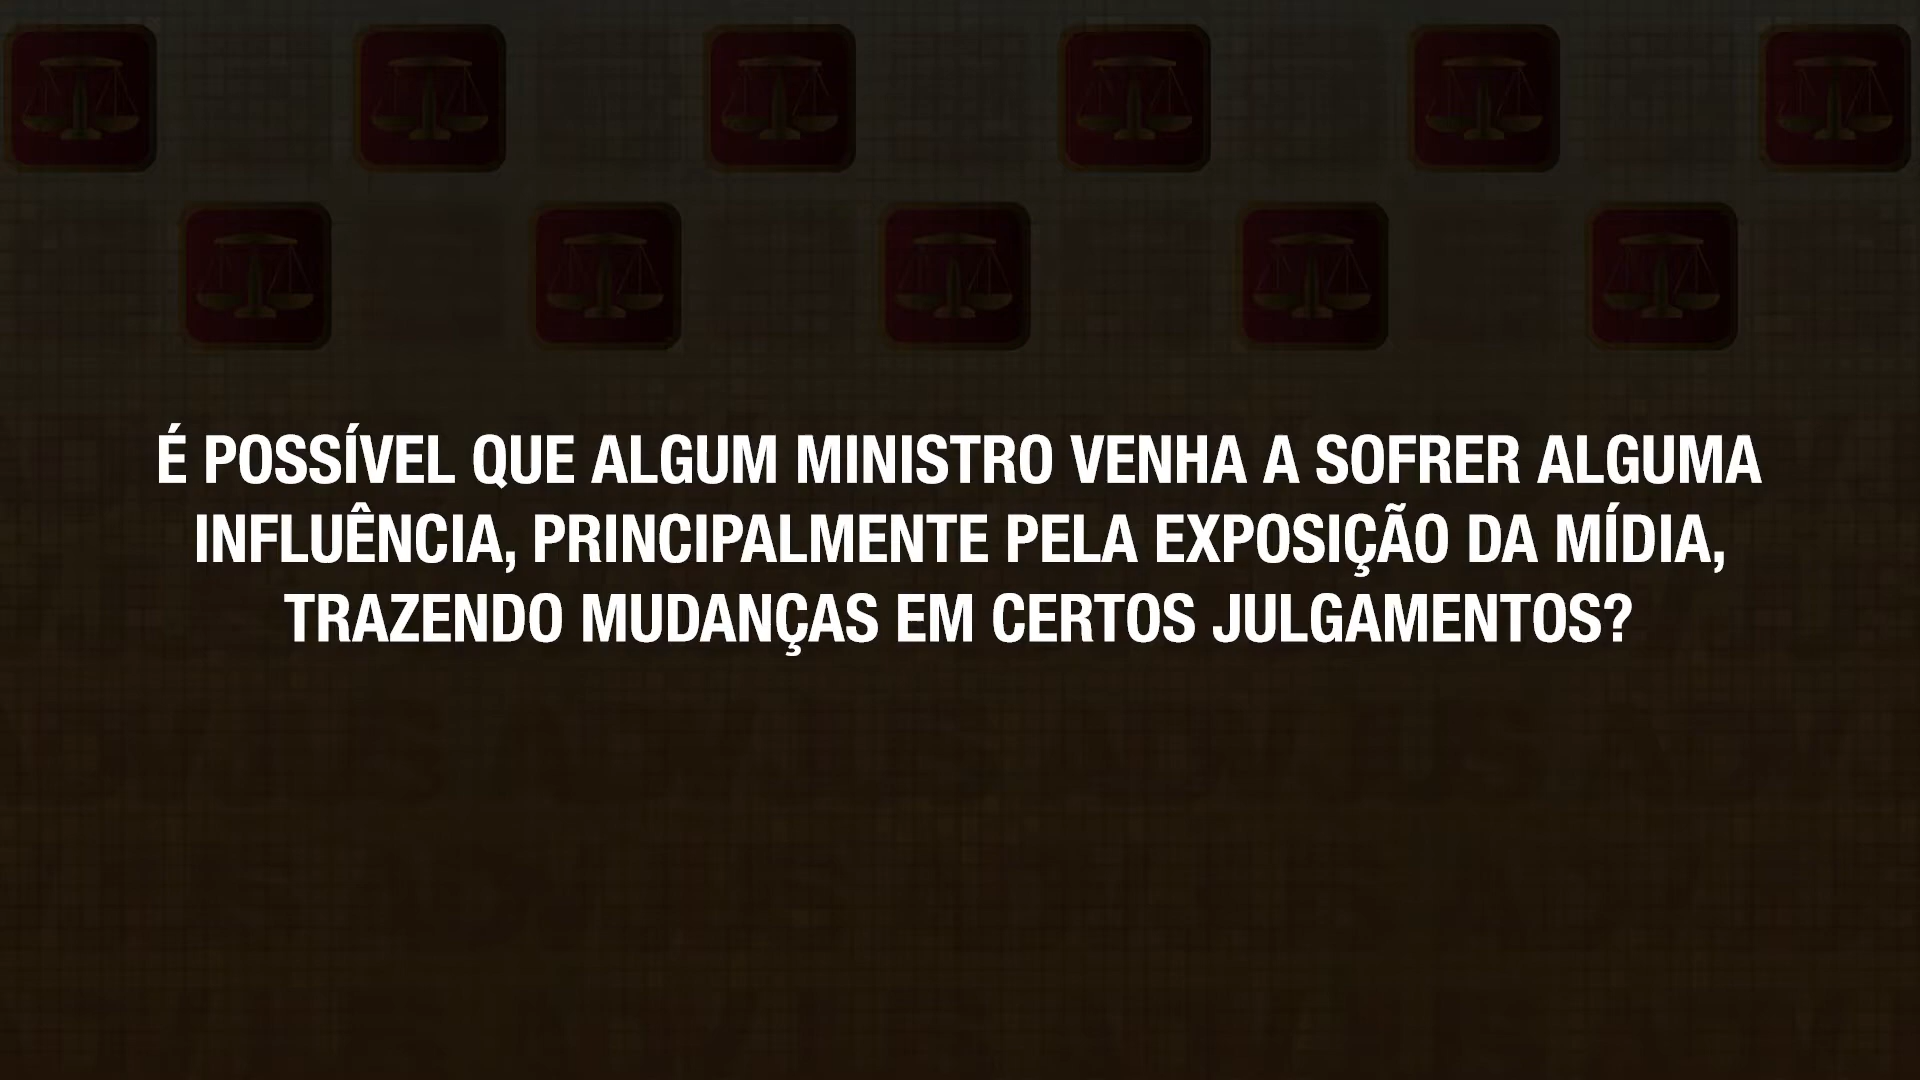 É POSSÍVEL QUE ALGUM MINISTRO VENHA A SOFRER ALGUMA
INFLUÊNCIA, PRINCIPALMENTE PELA EXPOSIÇÃO DA MÍDIA,
TRAZENDO MUDANÇAS EM CERTOS JULGAMENTOS?